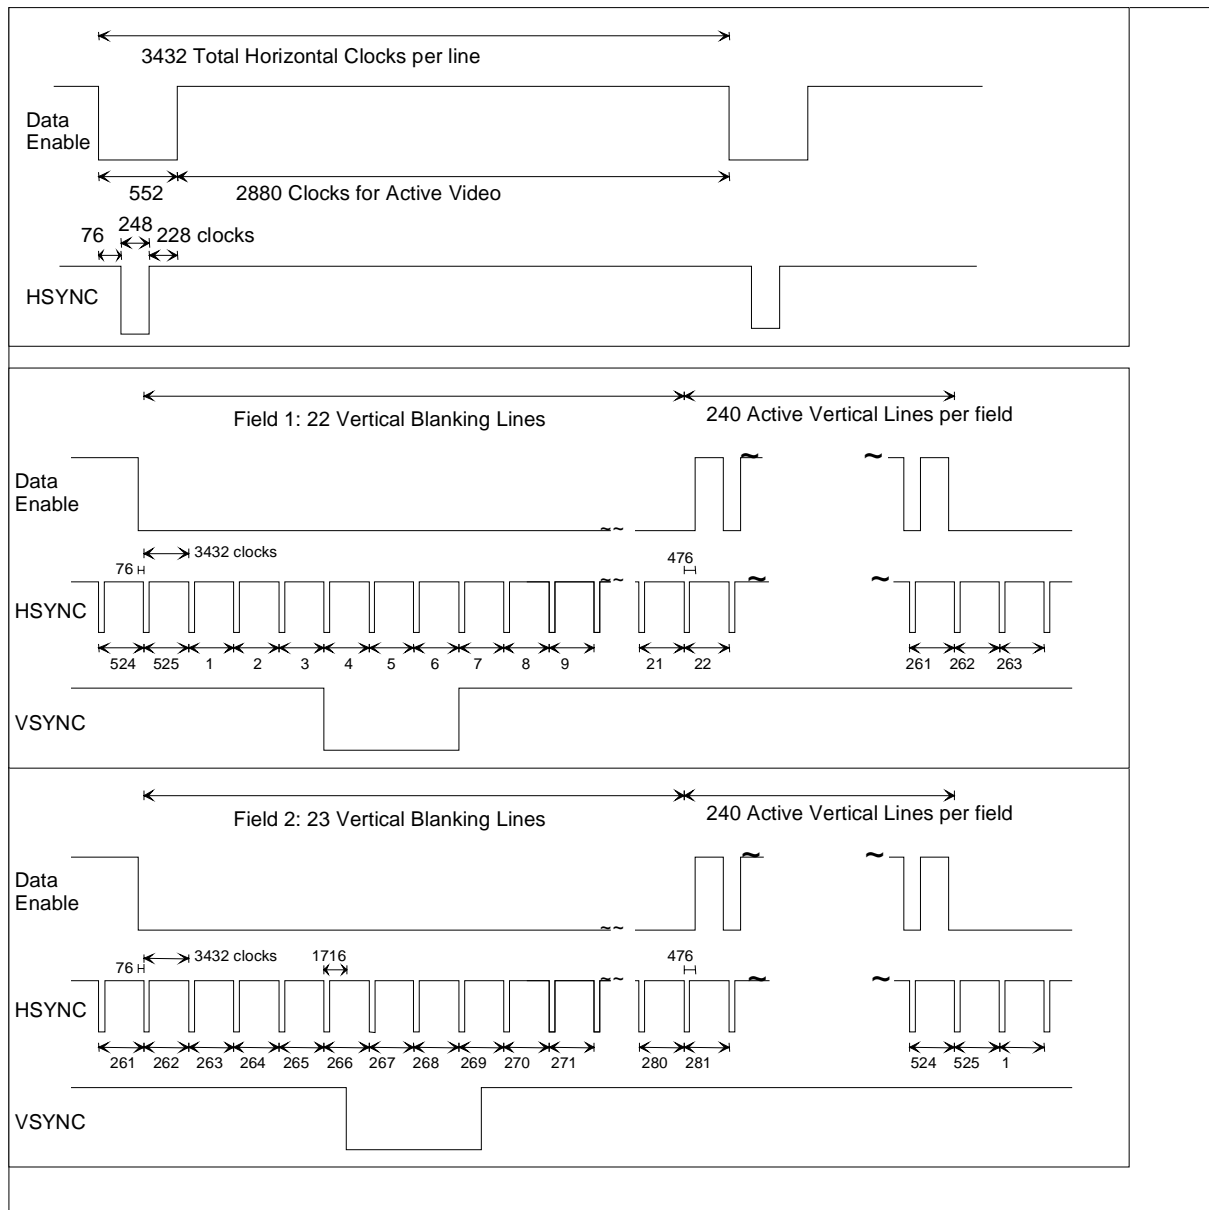 3432 Total Horizontal Clocks per line
Data
Enable
552
2880 Clocks for Active Video
248
76
228 clocks
HSYNC
Field 1: 22 Vertical Blanking Lines
240 Active Vertical Lines per field
Data
Enable
~~
~
~
3432 clocks
76
476
HSYNC
~~
~
~
524 525 1 2 3 4 5 6 7 8 9 21 22 261 262 263
VSYNC
Field 2: 23 Vertical Blanking Lines
240 Active Vertical Lines per field
Data
Enable
~~
~
~
3432 clocks
76
1716
476
HSYNC
~~
~
~
261 262 263 264 265 266 267 268 269 270 271 280 281 524 525 1
VSYNC